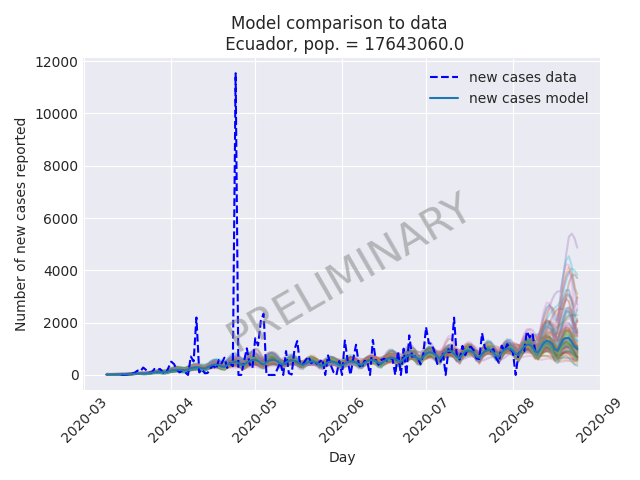 Model comparison to data
Ecuador, pop. = 17643060.0
12000
10000
8000
6000
4000
2000
0
Number of new cases reported
new cases data
new cases model
PRELIMINARY
2020-03
2020-04
2020-05
2020-06
2020-07
2020-08
2020-09
Day